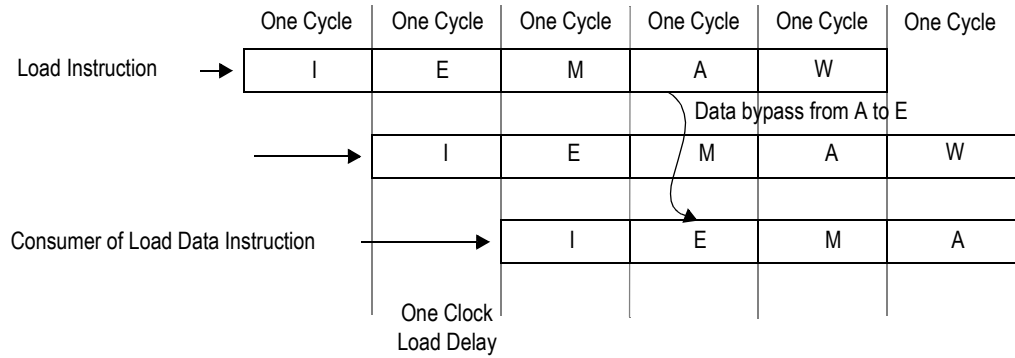 One Cycle One Cycle One Cycle One Cycle One Cycle One Cycle
Load Instruction I E M A W
Data bypass from A to E
I E M A W
Consumer of Load Data Instruction I E M A
One Clock
Load Delay